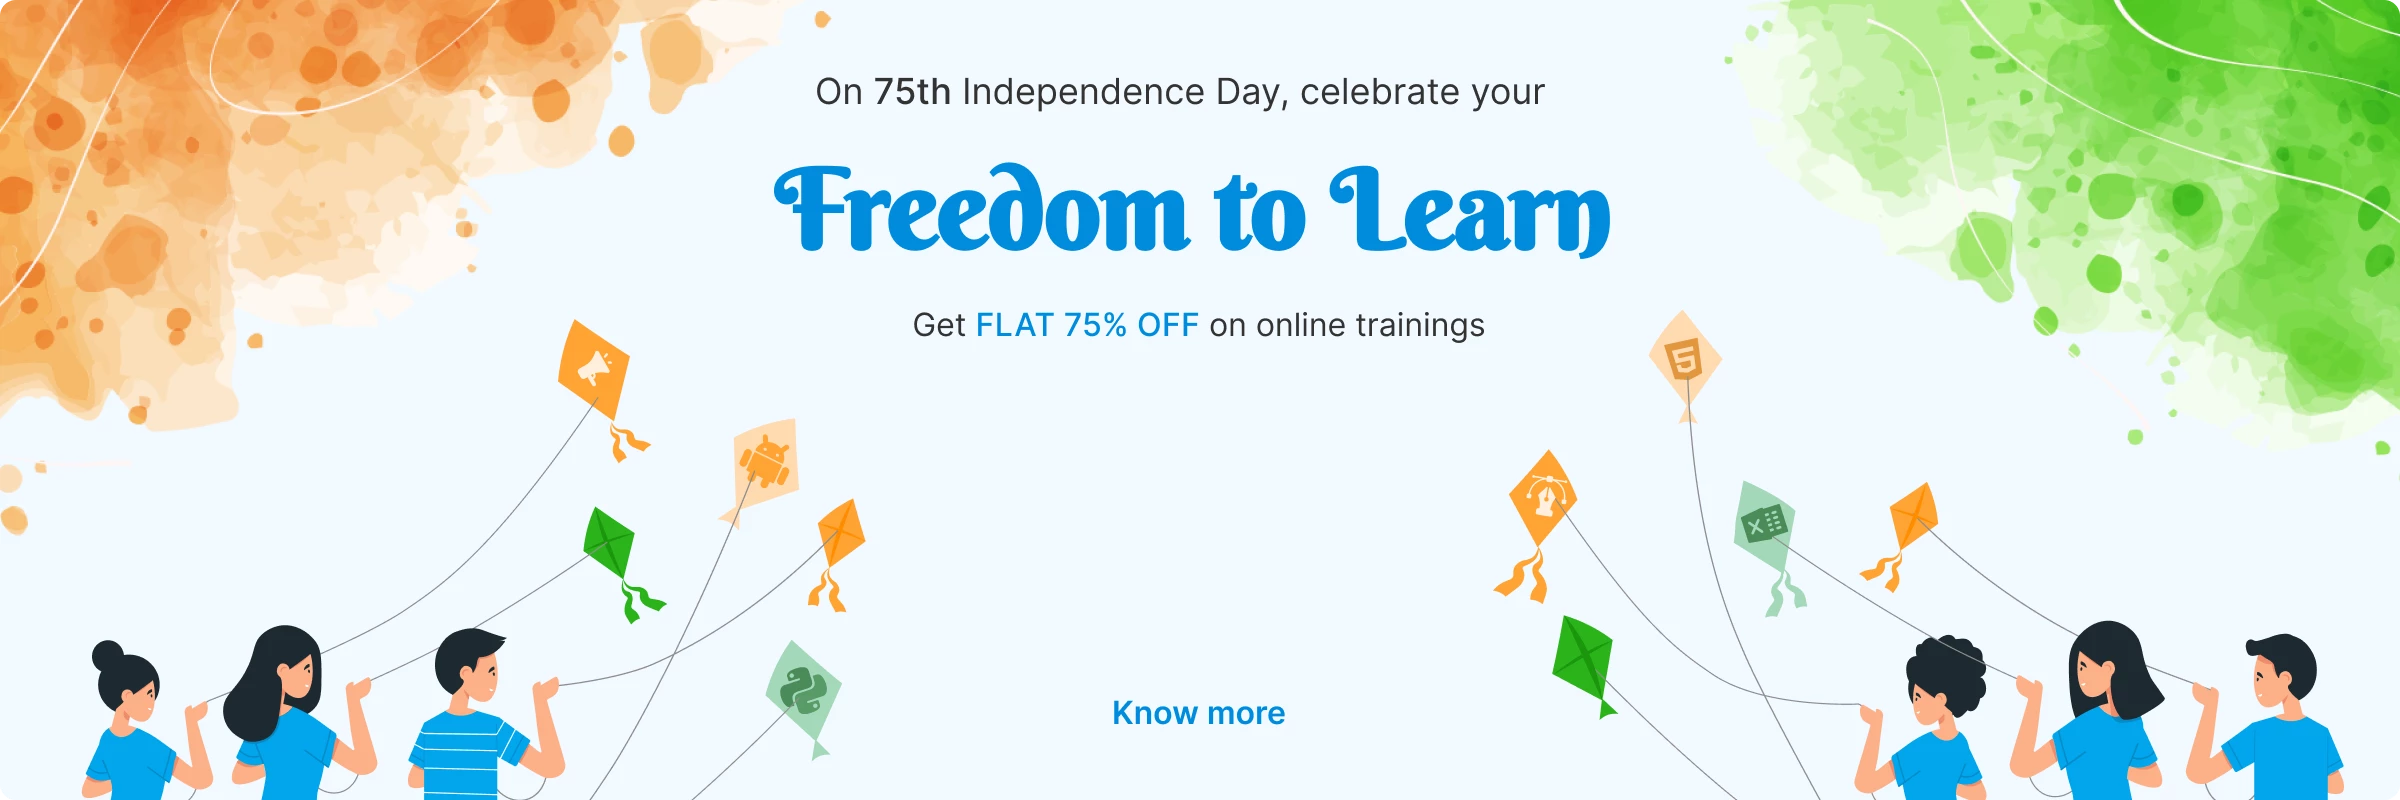 On 75th Independence Day, celebrate your
Freedom to Learn
Get FLAT 75% OFF on online trainings
Know more